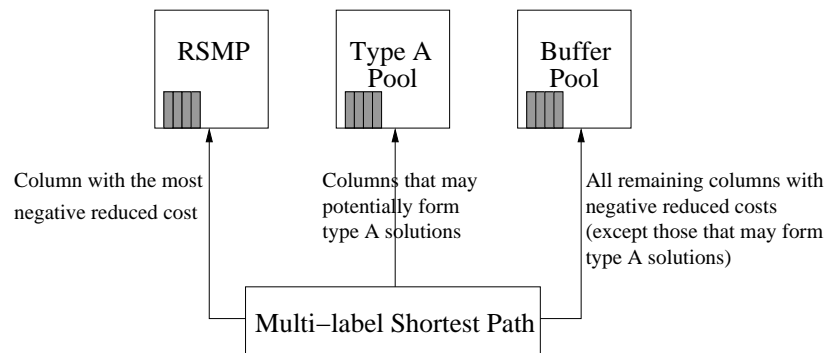 RSMP
Type A
Pool
Buffer
Pool
Column with the most
negative reduced cost
Columns that may
potentially form
type A solutions
All remaining columns with
negative reduced costs
(except those that may form
type A solutions)
Multi−label Shortest Path